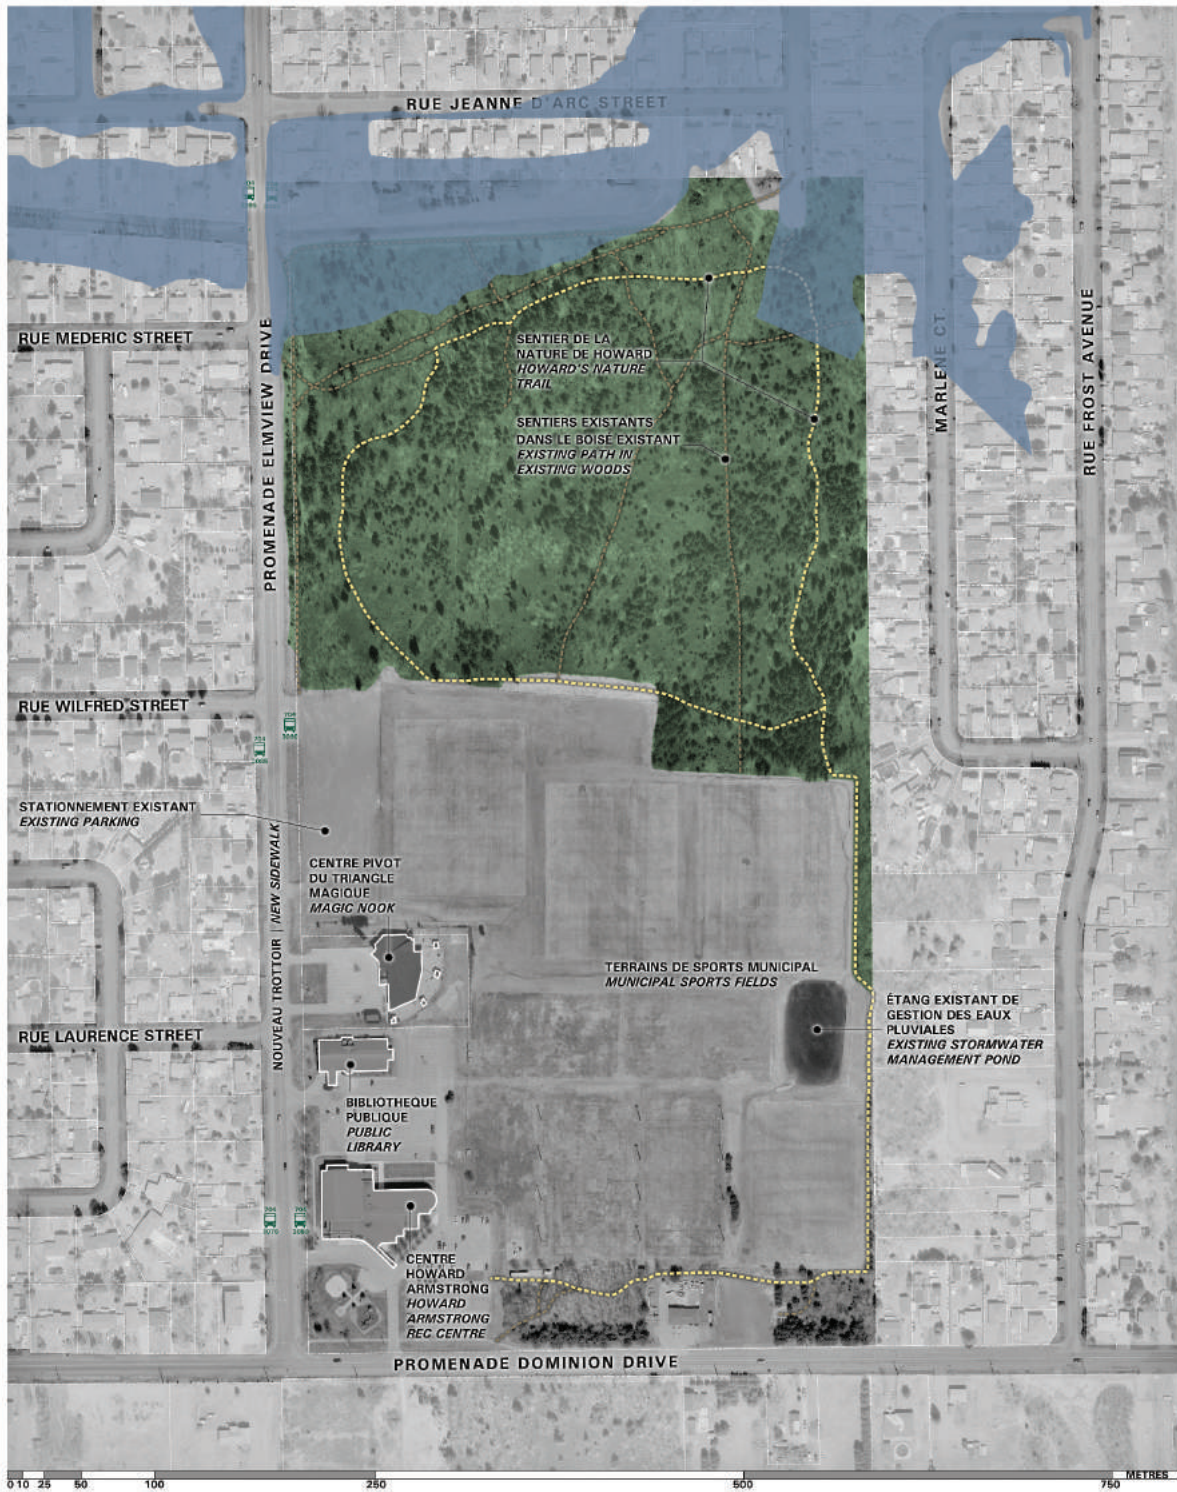 RUE JEANNE D'ARC STREET
RUE MEDERIC STREET
PROMENADE ELMVIEW DRIVE
SENTIER DE LA
NATURE DE HOWARD
HOWARD'S NATURE
TRAIL
SENTIERS EXISTANTS
DANS LE BOISÉ EXISTANT
EXISTING PATH IN
EXISTING WOODS
MARLENE CT.
RUE FROST AVENUE
RUE WILFRED STREET
704
704
STATIONNEMENT EXISTANT
EXISTING PARKING
NOUVEAU TROTTOIR | NEW SIDEWALK
CENTRE PIVOT
DU TRIANGLE
MAGIQUE
MAGIC NOOK
TERRAINS DE SPORTS MUNICIPAL
MUNICIPAL SPORTS FIELDS
RUE LAURENCE STREET
ÉTANG EXISTANT DE
GESTION DES EAUX
PLUVIALES
EXISTING STORMWATER
MANAGEMENT POND
BIBLIOTHEQUE
PUBLIQUE
PUBLIC
LIBRARY
CENTRE
HOWARD
ARMSTRONG
HOWARD
ARMSTRONG
REC CENTRE
PROMENADE DOMINION DRIVE
0 10 25 50 100 250 500 750 METRES